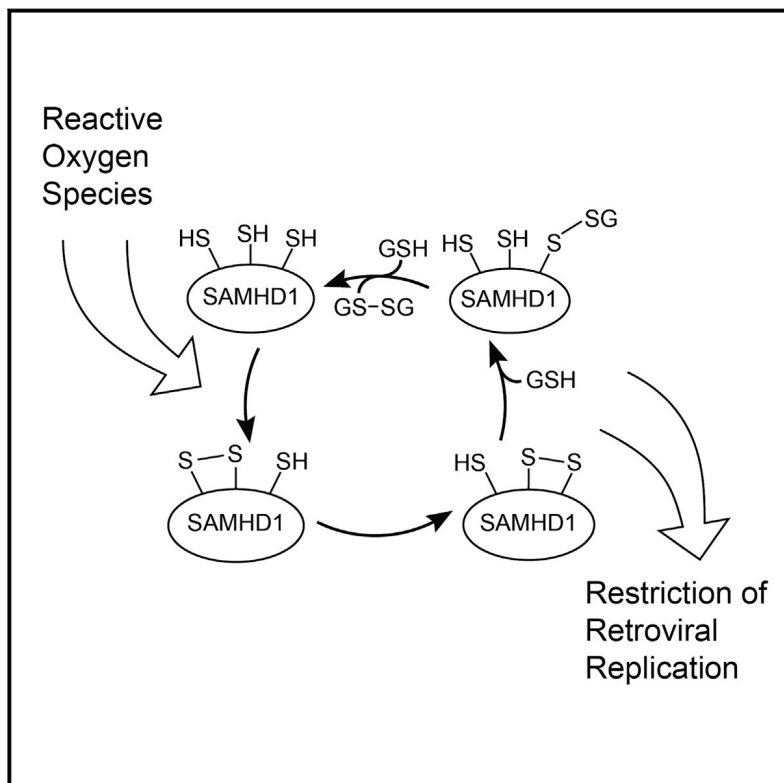 Reactive
Oxygen
Species
HS SH SH
SAMHD1
GSH
GS-SG
HS SH S SG
SAMHD1
GSH
S S SH
SAMHD1
HS S S
SAMHD1
Restriction of
Retroviral
Replication